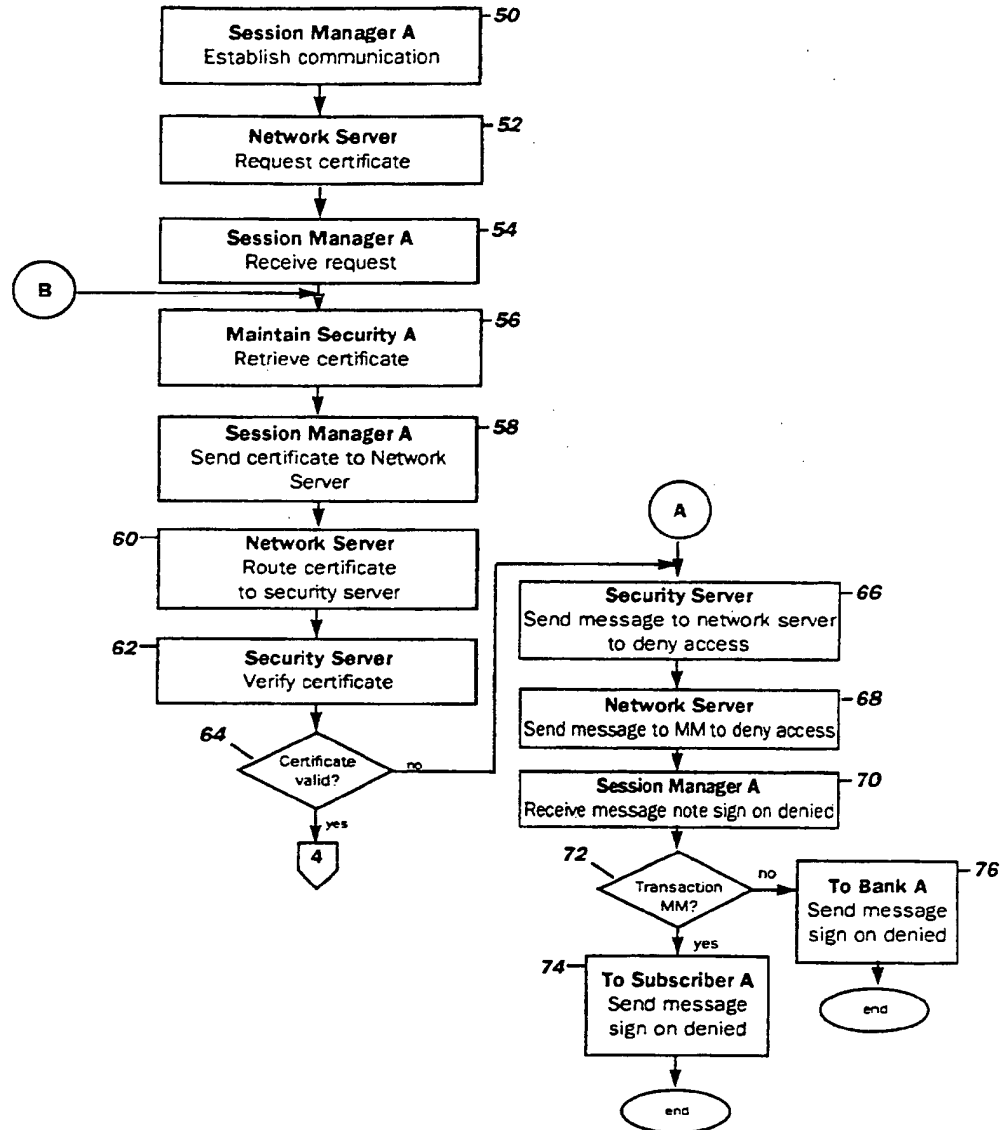 50
Session Manager A
Establish communication
52
Network Server
Request certificate
54
Session Manager A
Receive request
B
56
Maintain Security A
Retrieve certificate
58
Session Manager A
Send certificate to Network
Server
60
Network Server
Route certificate
to security server
62
Security Server
Verify certificate
64
Certificate
valid?
no
yes
4
A
66
Security Server
Send message to network server
to deny access
68
Network Server
Send message to MM to deny access
70
Session Manager A
Receive message note sign on denied
72
Transaction
MM?
no
yes
76
To Bank A
Send message
sign on denied
end
74
To Subscriber A
Send message
sign on denied
end